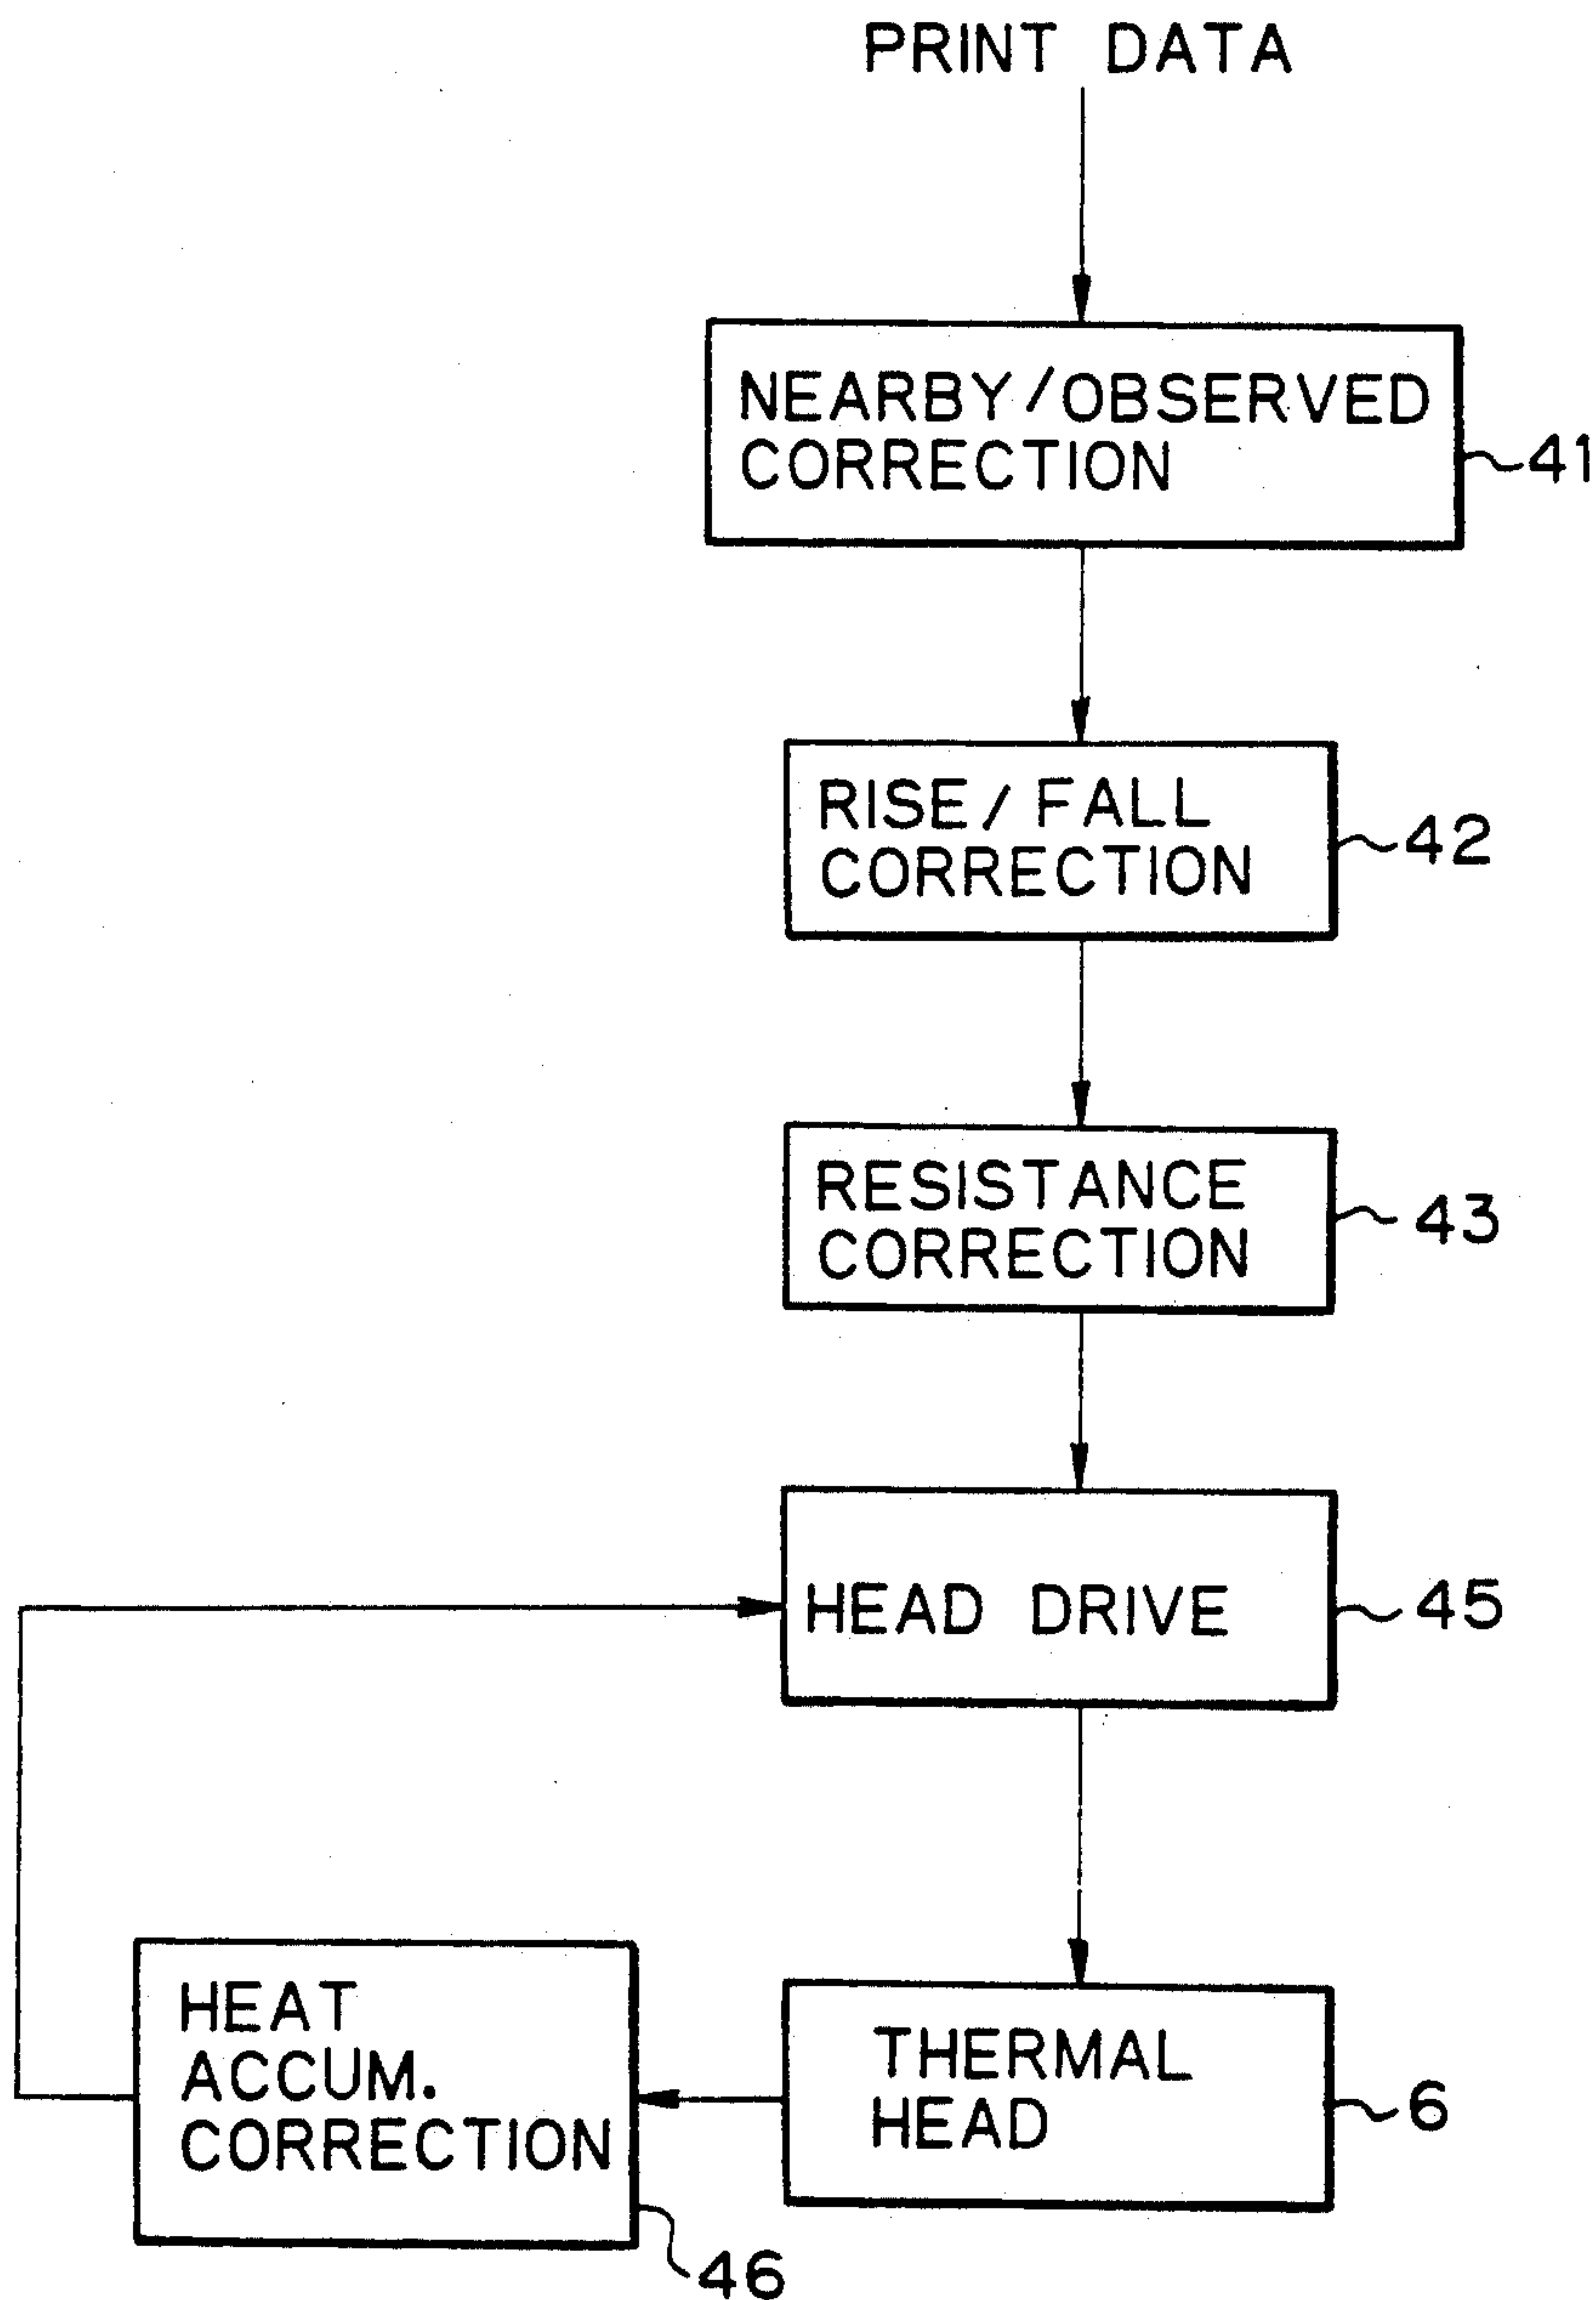 PRINT DATA
NEARBY/OBSERVED
CORRECTION
41
RISE/FALL
CORRECTION
42
RESISTANCE
CORRECTION
43
HEAD DRIVE
45
THERMAL
HEAD
6
HEAT
ACCUM.
CORRECTION
46